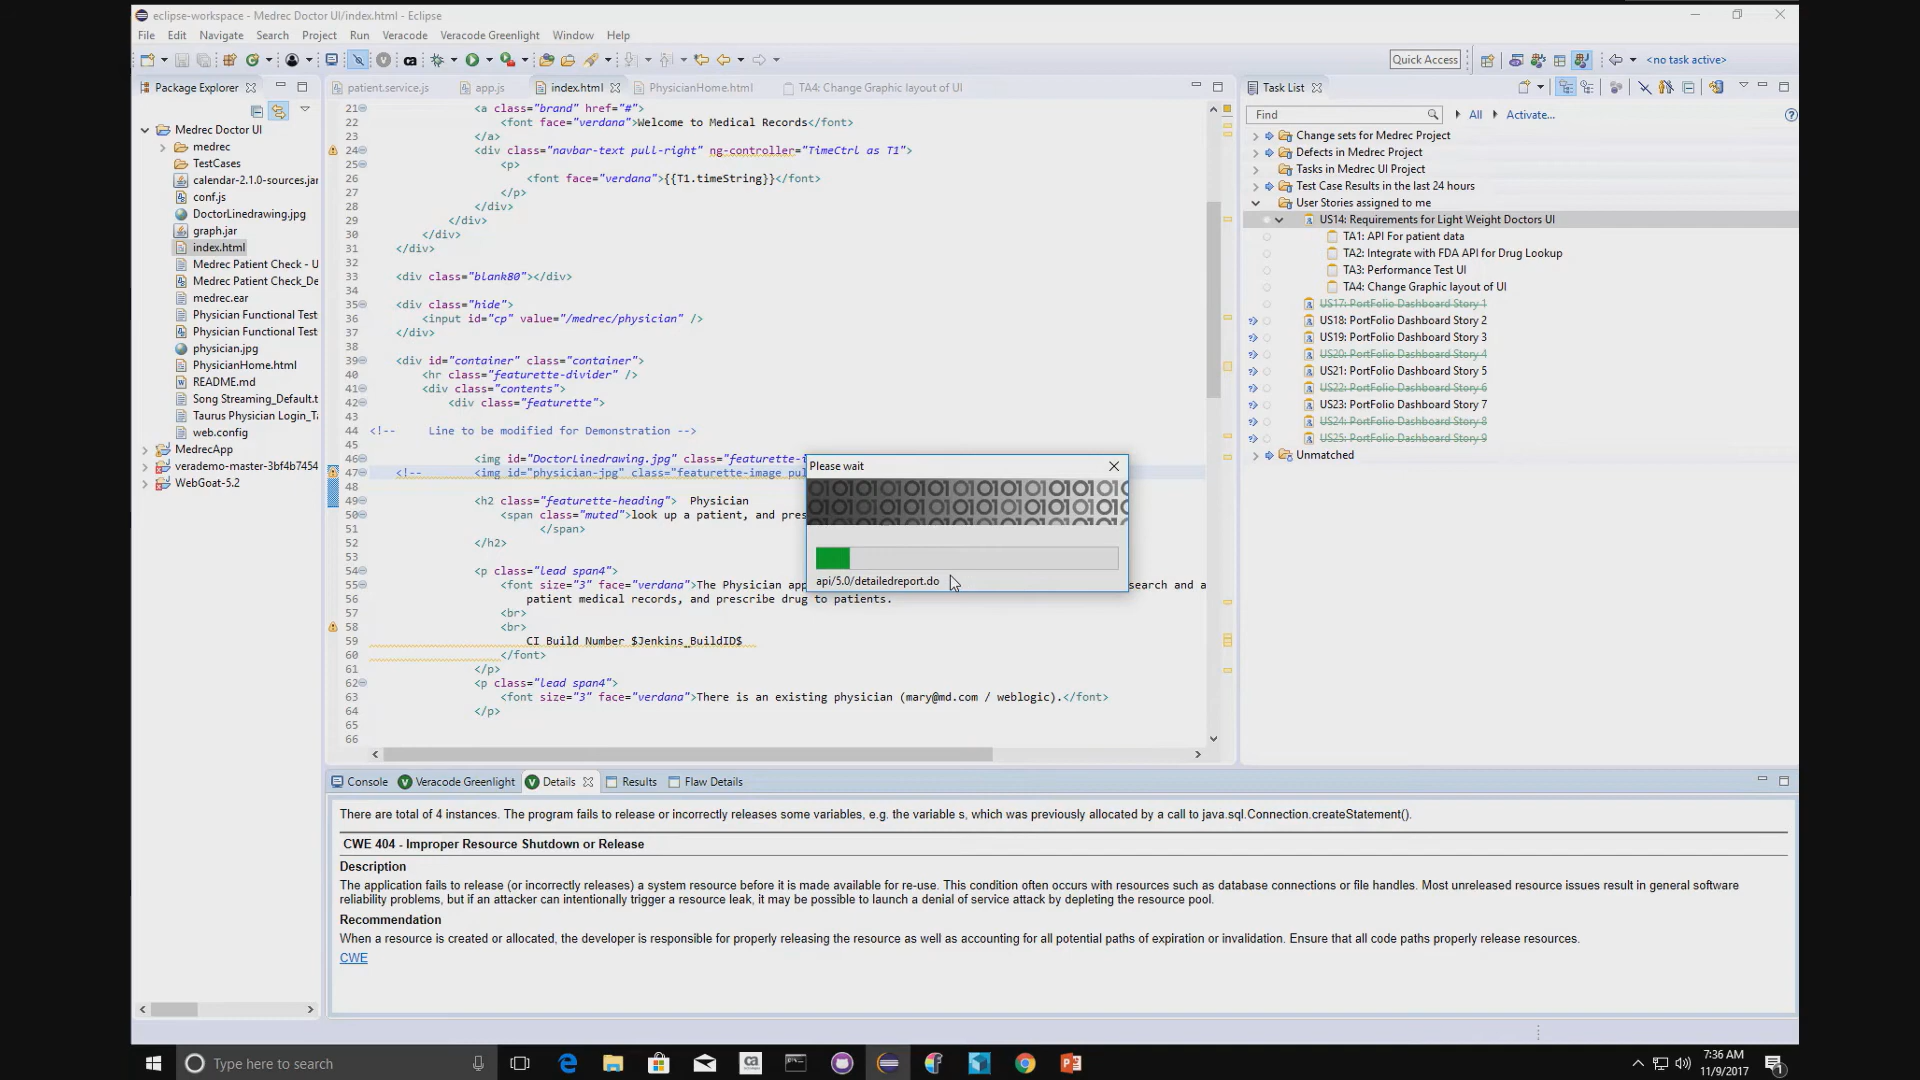 eclipse-workspace - Medrec Doctor UI/index.html - Eclipse
File Edit Navigate Search Project Run Veracode Veracode Greenlight Window Help
Quick Access
<no task active>
Package Explorer
patient.service.js app.js index.html PhysicianHome.html TA4: Change Graphic layout of UI
Task List
Medrec Doctor UI
medrec
TestCases
calendar-2.1.0-sources.jar
conf.js
DoctorLinedrawing.jpg
graph.jar
index.html
Medrec Patient Check - U
Medrec Patient Check_De
medrec.ear
Physician Functional Test
Physician Functional Test
physician.jpg
PhysicianHome.html
README.md
Song Streaming_Default.t
Taurus Physician Login_Ta
web.config
MedrecApp
verademo-master-3bf4b7454
WebGoat-5.2
21 <a class="brand" href="#">
22 <font face="verdana">Welcome to Medical Records</font>
23 </a>
24 <div class="navbar-text pull-right" ng-controller="TimeCtrl as T1">
25 <p>
26 <font face="verdana">{{T1.timeString}}</font>
27 </p>
28 </div>
29 </div>
30 </div>
31 </div>
32
33 <div class="blank80"></div>
34
35 <div class="hide">
36 <input id="cp" value="/medrec/physician" />
37 </div>
38
39 <div id="container" class="container">
40 <hr class="featurette-divider" />
41 <div class="contents">
42 <div class="featurette">
43
44 <!-- Line to be modified for Demonstration -->
45
46 <img id="DoctorLinedrawing.jpg" class="featurette-i
47 <!-- <img id="physician-jpg" class="featurette-image pul
48
49 <h2 class="featurette-heading"> Physician
50 <span class="muted">look up a patient, and pres
51 </span>
52 </h2>
53
54 <p class="lead span4">
55 <font size="3" face="verdana">The Physician app search and a
56 patient medical records, and prescribe drug to patients.
57 <br>
58 <br>
59 CI Build Number $Jenkins_BuildID$
60 </font>
61 </p>
62 <p class="lead span4">
63 <font size="3" face="verdana">There is an existing physician (mary@md.com / weblogic).</font>
64 </p>
65
66
Please wait
api/5.0/detailedreport.do
Find All Activate...
Change sets for Medrec Project
Defects in Medrec Project
Tasks in Medrec UI Project
Test Case Results in the last 24 hours
User Stories assigned to me
US14: Requirements for Light Weight Doctors UI
TA1: API For patient data
TA2: Integrate with FDA API for Drug Lookup
TA3: Performance Test UI
TA4: Change Graphic layout of UI
US17: PortFolio Dashboard Story 1
US18: PortFolio Dashboard Story 2
US19: PortFolio Dashboard Story 3
US20: PortFolio Dashboard Story 4
US21: PortFolio Dashboard Story 5
US22: PortFolio Dashboard Story 6
US23: PortFolio Dashboard Story 7
US24: PortFolio Dashboard Story 8
US25: PortFolio Dashboard Story 9
Unmatched
Console Veracode Greenlight Details Results Flaw Details
There are total of 4 instances. The program fails to release or incorrectly releases some variables, e.g. the variable s, which was previously allocated by a call to java.sql.Connection.createStatement().
CWE 404 - Improper Resource Shutdown or Release
Description
The application fails to release (or incorrectly releases) a system resource before it is made available for re-use. This condition often occurs with resources such as database connections or file handles. Most unreleased resource issues result in general software
reliability problems, but if an attacker can intentionally trigger a resource leak, it may be possible to launch a denial of service attack by depleting the resource pool.
Recommendation
When a resource is created or allocated, the developer is responsible for properly releasing the resource as well as accounting for all potential paths of expiration or invalidation. Ensure that all code paths properly release resources.
CWE
Type here to search
7:36 AM
11/9/2017